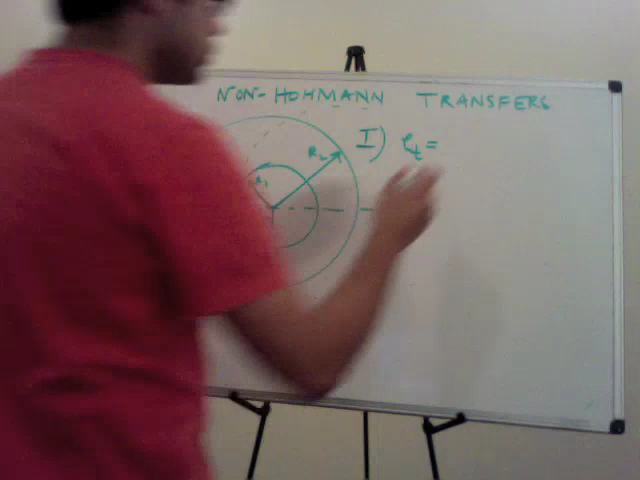 NON-HOHMANN TRANSFERS
I) e_t =
R_2
R_1